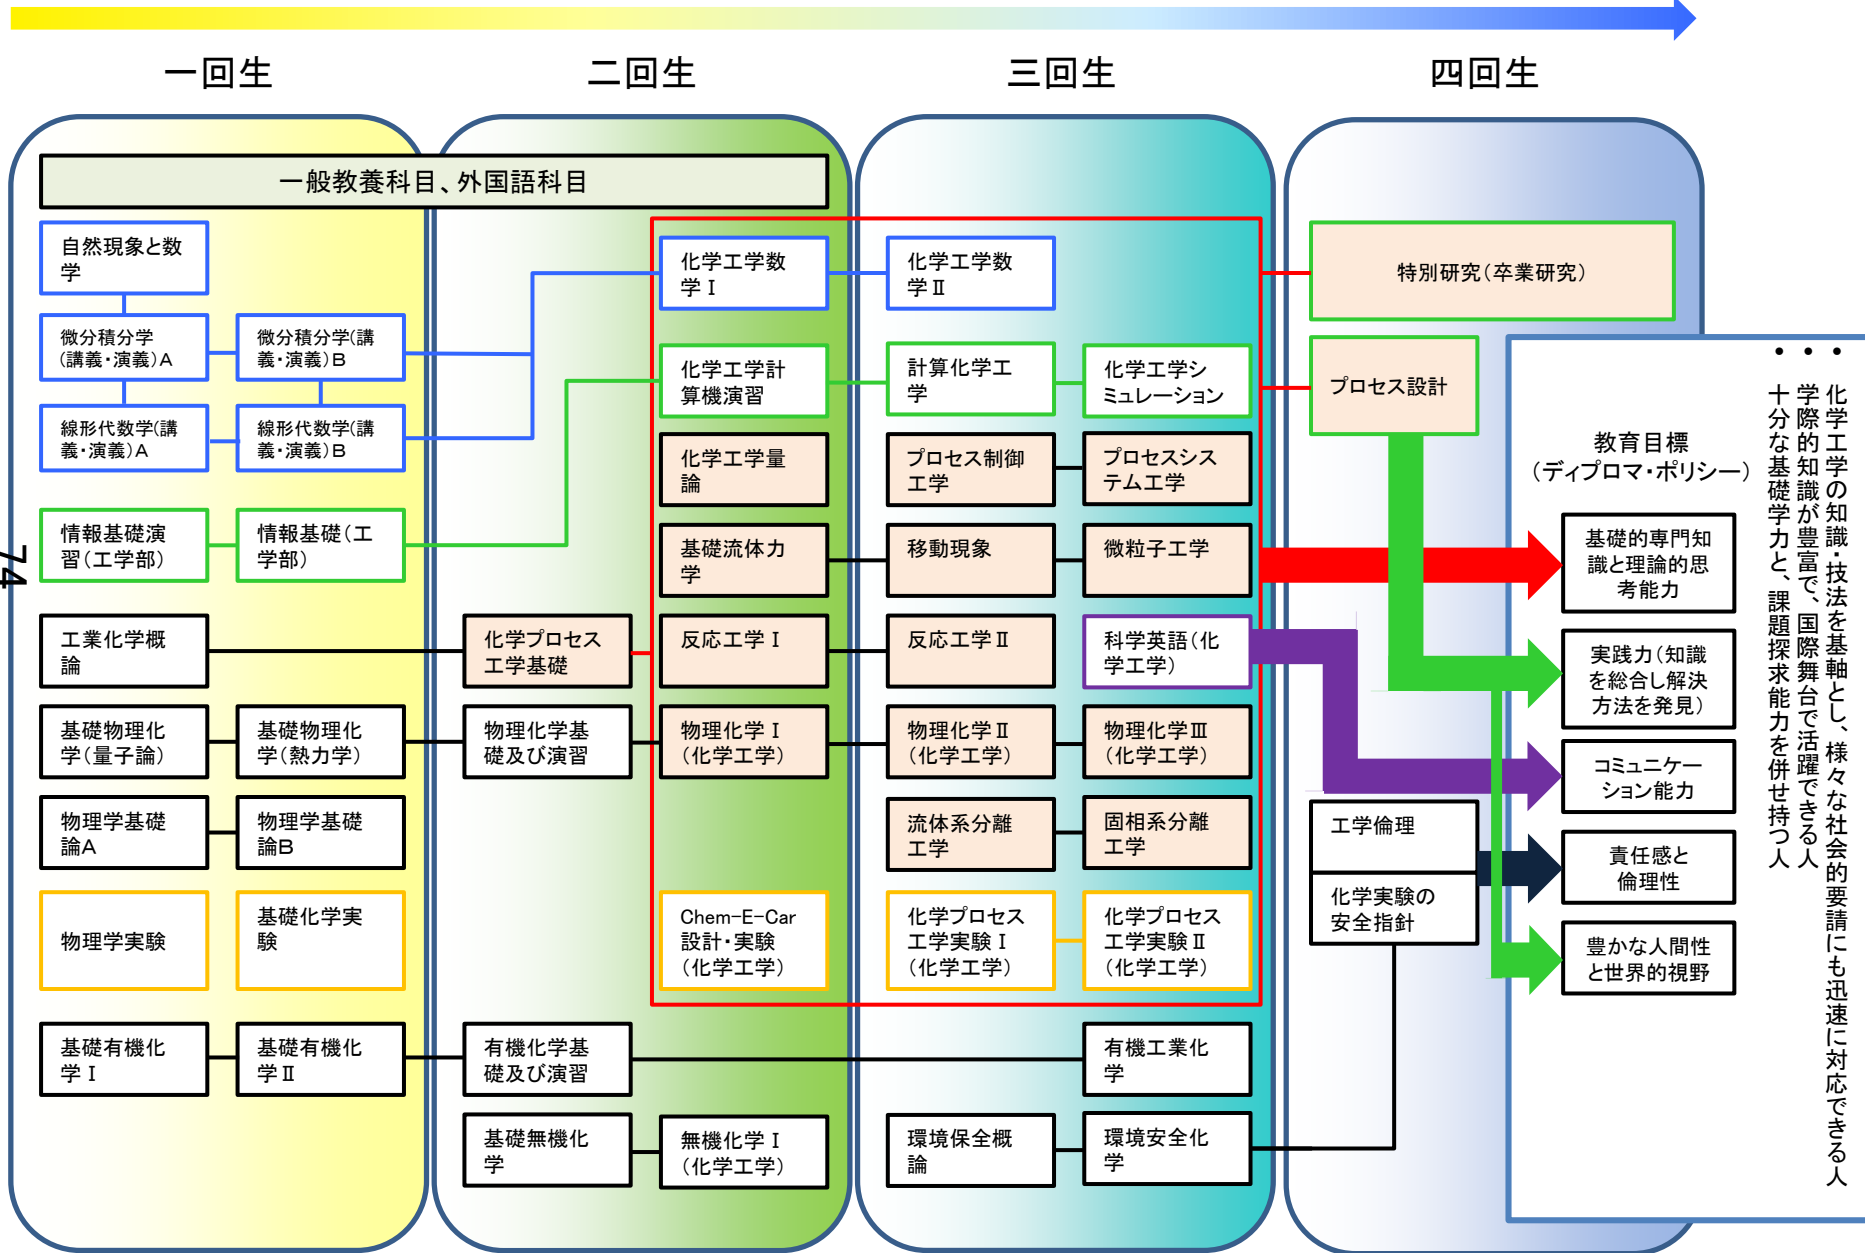 一回生
二回生
三回生
四回生
一般教養科目、外国語科目
自然現象と数
学
微分積分学
(講義・演義)A
微分積分学(講
義・演義)B
線形代数学(講
義・演義)A
線形代数学(講
義・演義)B
情報基礎演
習(工学部)
情報基礎(工
学部)
工業化学概
論
基礎物理化
学(量子論)
基礎物理化
学(熱力学)
物理学基礎
論A
物理学基礎
論B
物理学実験
基礎化学実
験
基礎有機化
学Ⅰ
基礎有機化
学Ⅱ
化学プロセス
工学基礎
物理化学基
礎及び演習
有機化学基
礎及び演習
基礎無機化
学
化学工学数
学Ⅰ
化学工学計
算機演習
化学工学量
論
基礎流体力
学
反応工学Ⅰ
物理化学Ⅰ
(化学工学)
Chem-E-Car
設計・実験
(化学工学)
無機化学Ⅰ
(化学工学)
化学工学数
学Ⅱ
計算化学工
学
プロセス制御
工学
移動現象
反応工学Ⅱ
物理化学Ⅱ
(化学工学)
流体系分離
工学
化学プロセス
工学実験Ⅰ
(化学工学)
環境保全概
論
化学工学シ
ミュレーション
プロセスシス
テム工学
微粒子工学
科学英語(化
学工学)
物理化学Ⅲ
(化学工学)
固相系分離
工学
化学プロセス
工学実験Ⅱ
(化学工学)
有機工業化
学
環境安全化
学
特別研究(卒業研究)
プロセス設計
工学倫理
化学実験の
安全指針
教育目標
(ディプロマ・ポリシー)
基礎的専門知
識と理論的思
考能力
実践力(知識
を総合し解決
方法を発見)
コミュニケー
ション能力
責任感と
倫理性
豊かな人間性
と世界的視野
・化学工学の知識・技法を基軸とし、様々な社会的要請にも迅速に対応できる人
・学際的知識が豊富で、国際舞台で活躍できる人
・十分な基礎学力と、課題探求能力を併せ持つ人
74